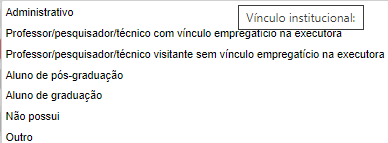 Administrativo
Vínculo institucional:
Professor/pesquisador/técnico com vínculo empregatício na executora
Professor/pesquisador/técnico visitante sem vínculo empregatício na executora
Aluno de pós-graduação
Aluno de graduação
Não possui
Outro